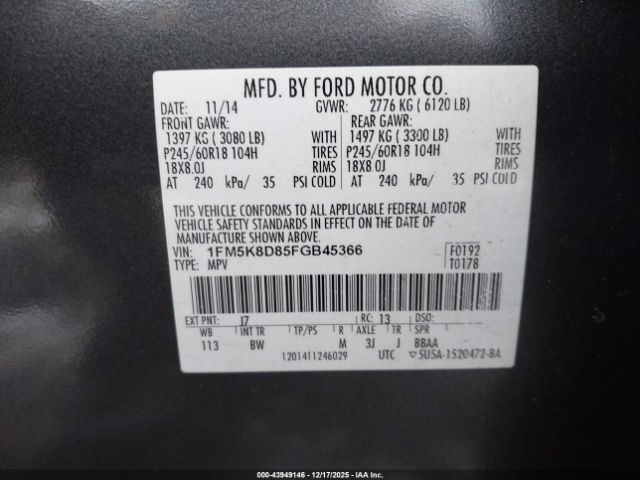 MFD. BY FORD MOTOR CO.
DATE: 11/14 GVWR: 2776 KG ( 6120 LB)
FRONT GAWR: REAR GAWR:
1397 KG ( 3080 LB) WITH 1497 KG ( 3300 LB) WITH
P245/60R18 104H TIRES P245/60R18 104H TIRES
18X8.0J RIMS 18X8.0J RIMS
AT 240 kPa/ 35 PSI COLD AT 240 kPa/ 35 PSI COLD
THIS VEHICLE CONFORMS TO ALL APPLICABLE FEDERAL MOTOR
VEHICLE SAFETY STANDARDS IN EFFECT ON THE DATE OF
MANUFACTURE SHOWN ABOVE.
VIN: 1FM5K8D85FGB45366 F0192
TYPE: MPV T0178
EXT PNT: J7 RC: 13 DSO:
WB INT TR TP/PS R AXLE TR SPR
113 BW M 3J J BBAA
1201411246029 UTC ▽5USA-1520472-BA
000-43949146 - 12/17/2025 - IAA